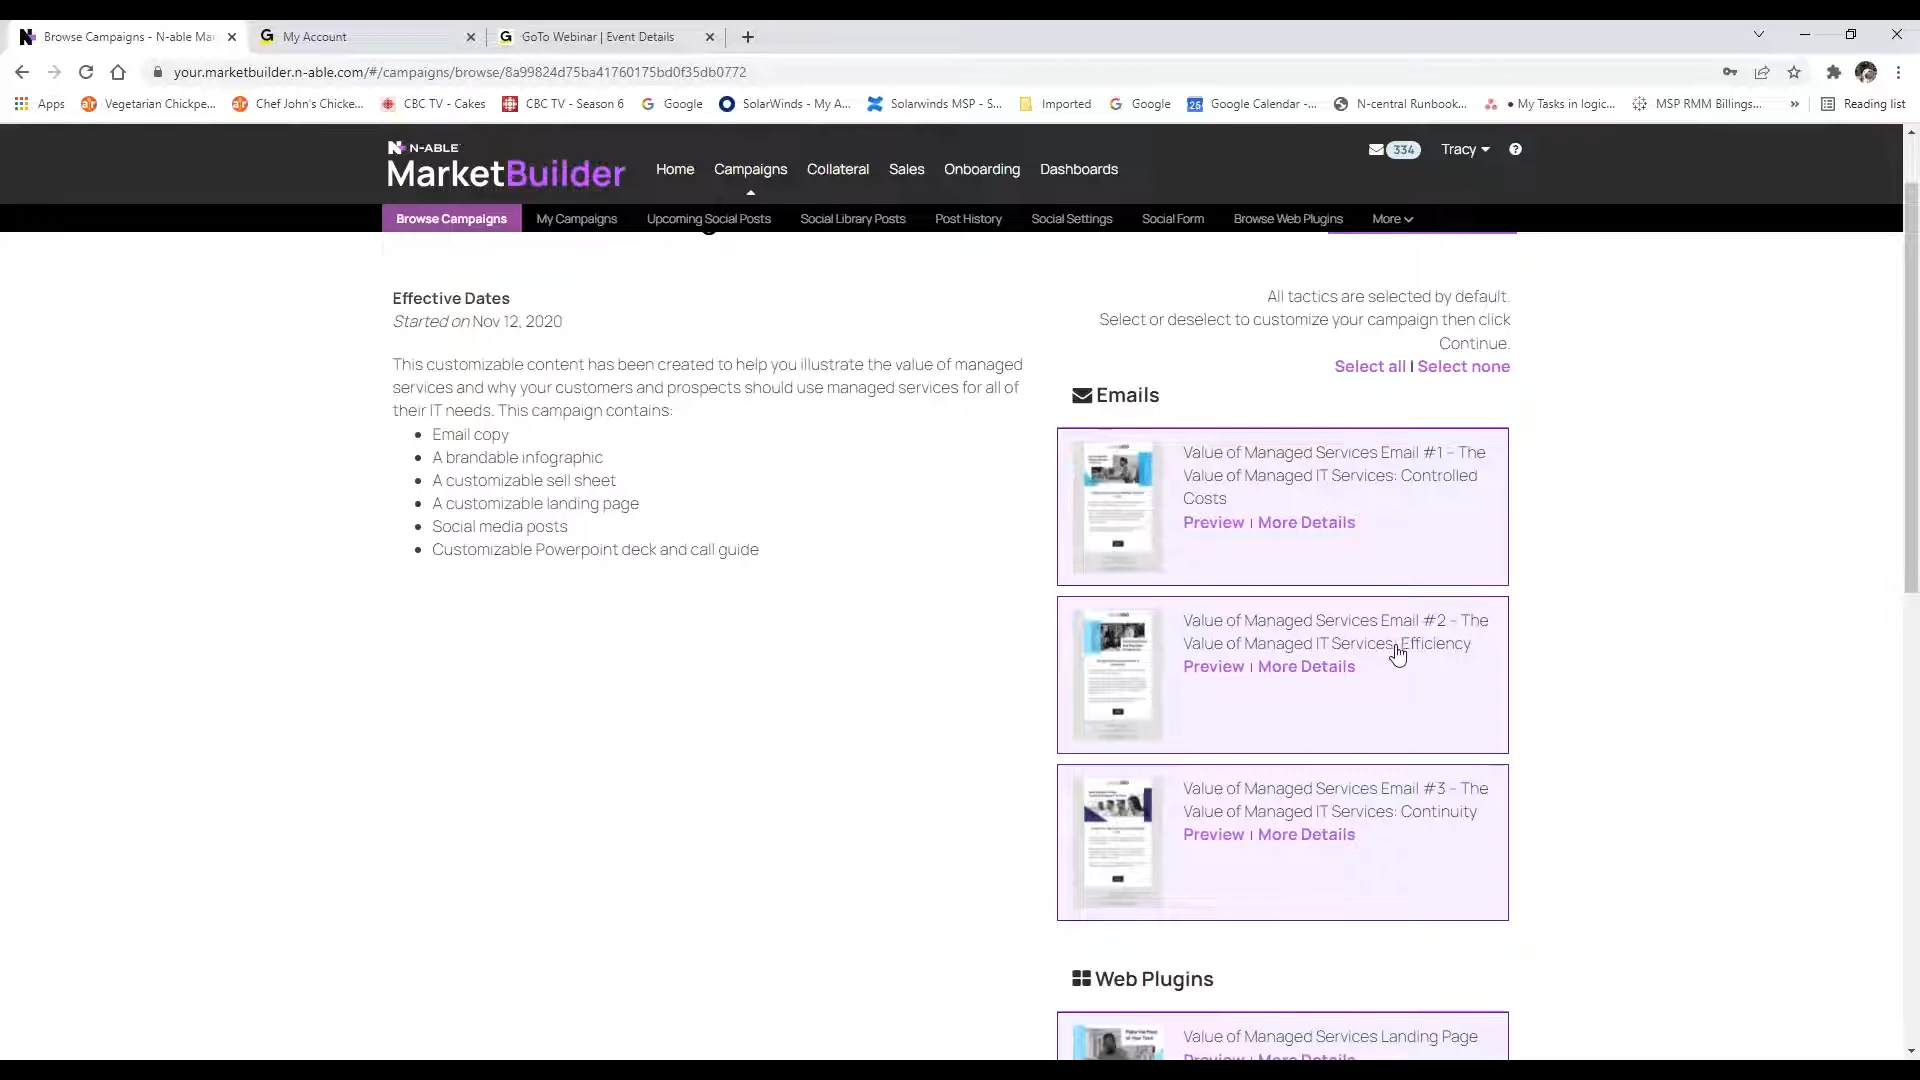 Browse Campaigns - N-able Ma
My Account
GoTo Webinar | Event Details
your.marketbuilder.n-able.com/#/campaigns/browse/8a99824d75ba41760175bd0f35db0772
Apps
Vegetarian Chickpe...
Chef John's Chicke...
CBC TV - Cakes
CBC TV - Season 6
Google
SolarWinds - My A...
Solarwinds MSP - S...
Imported
Google
Google Calendar -...
N-central Runbook...
● My Tasks in logic...
MSP RMM Billings...
»
Reading list
N-ABLE
MarketBuilder
Home
Campaigns
Collateral
Sales
Onboarding
Dashboards
334
Tracy
Browse Campaigns
My Campaigns
Upcoming Social Posts
Social Library Posts
Post History
Social Settings
Social Form
Browse Web Plugins
More
Effective Dates
Started on Nov 12, 2020
This customizable content has been created to help you illustrate the value of managed
services and why your customers and prospects should use managed services for all of
their IT needs. This campaign contains:
• Email copy
• A brandable infographic
• A customizable sell sheet
• A customizable landing page
• Social media posts
• Customizable Powerpoint deck and call guide
All tactics are selected by default.
Select or deselect to customize your campaign then click
Continue.
Select all | Select none
Emails
Value of Managed Services Email #1 – The
Value of Managed IT Services: Controlled
Costs
Preview | More Details
Value of Managed Services Email #2 – The
Value of Managed IT Services: Efficiency
Preview | More Details
Value of Managed Services Email #3 – The
Value of Managed IT Services: Continuity
Preview | More Details
Web Plugins
Value of Managed Services Landing Page
Preview | More Details